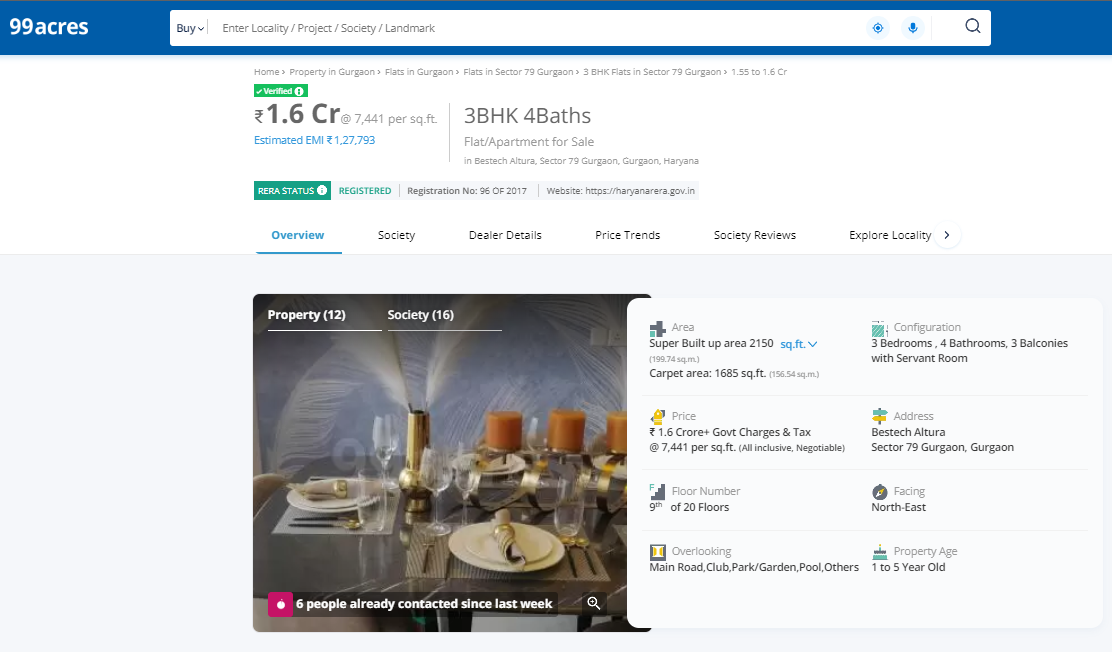 99acres
Buy
Enter Locality / Project / Society / Landmark
Home › Property in Gurgaon › Flats in Gurgaon › Flats in Sector 79 Gurgaon › 3 BHK Flats in Sector 79 Gurgaon › 1.55 to 1.6 Cr
Verified
₹ 1.6 Cr @ 7,441 per sq.ft.
Estimated EMI ₹ 1,27,793
3BHK 4Baths
Flat/Apartment for Sale
in Bestech Altura, Sector 79 Gurgaon, Gurgaon, Haryana
RERA STATUS REGISTERED Registration No: 96 OF 2017 Website: https://haryanarera.gov.in
Overview Society Dealer Details Price Trends Society Reviews Explore Locality
Property (12) Society (16)
6 people already contacted since last week
Area
Super Built up area 2150 sq.ft.
(199.74 sq.m.)
Carpet area: 1685 sq.ft. (156.54 sq.m.)
Configuration
3 Bedrooms , 4 Bathrooms, 3 Balconies
with Servant Room
Price
₹ 1.6 Crore+ Govt Charges & Tax
@ 7,441 per sq.ft. (All inclusive, Negotiable)
Address
Bestech Altura
Sector 79 Gurgaon, Gurgaon
Floor Number
9th of 20 Floors
Facing
North-East
Overlooking
Main Road,Club,Park/Garden,Pool,Others
Property Age
1 to 5 Year Old